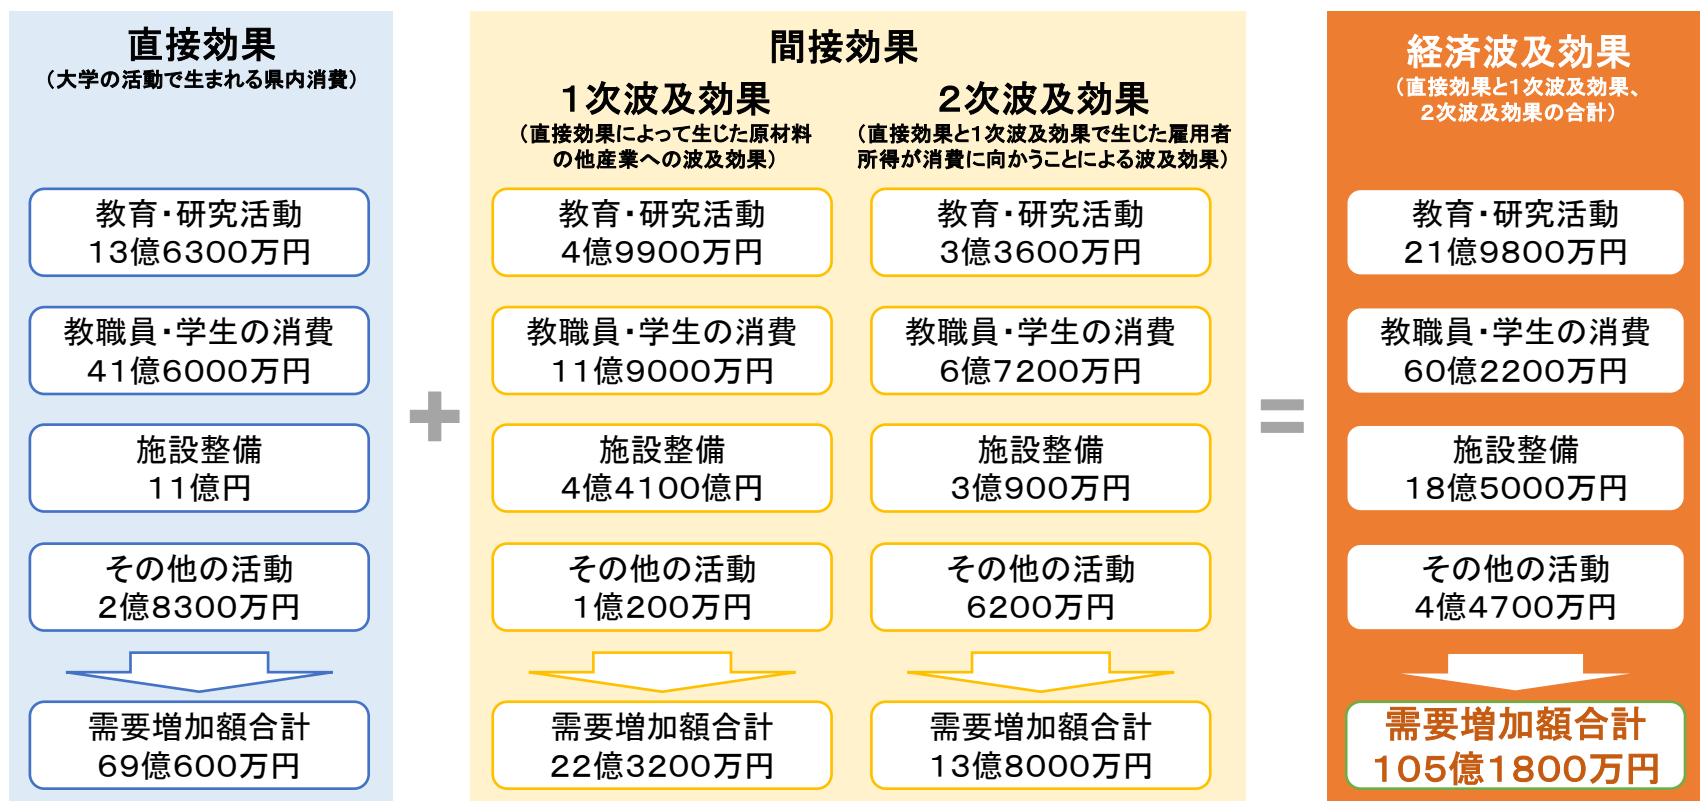 直接効果
（大学の活動で生まれる県内消費）
教育・研究活動
13億6300万円
教職員・学生の消費
41億6000万円
施設整備
11億円
その他の活動
2億8300万円
需要増加額合計
69億600万円
+
間接効果
1次波及効果
（直接効果によって生じた原材料
の他産業への波及効果）
教育・研究活動
4億9900万円
教職員・学生の消費
11億9000万円
施設整備
4億4100億円
その他の活動
1億200万円
需要増加額合計
22億3200万円
2次波及効果
（直接効果と1次波及効果で生じた雇用者
所得が消費に向かうことによる波及効果）
教育・研究活動
3億3600万円
教職員・学生の消費
6億7200万円
施設整備
3億900万円
その他の活動
6200万円
需要増加額合計
13億8000万円
=
経済波及効果
（直接効果と1次波及効果、
2次波及効果の合計）
教育・研究活動
21億9800万円
教職員・学生の消費
60億2200万円
施設整備
18億5000万円
その他の活動
4億4700万円
需要増加額合計
105億1800万円